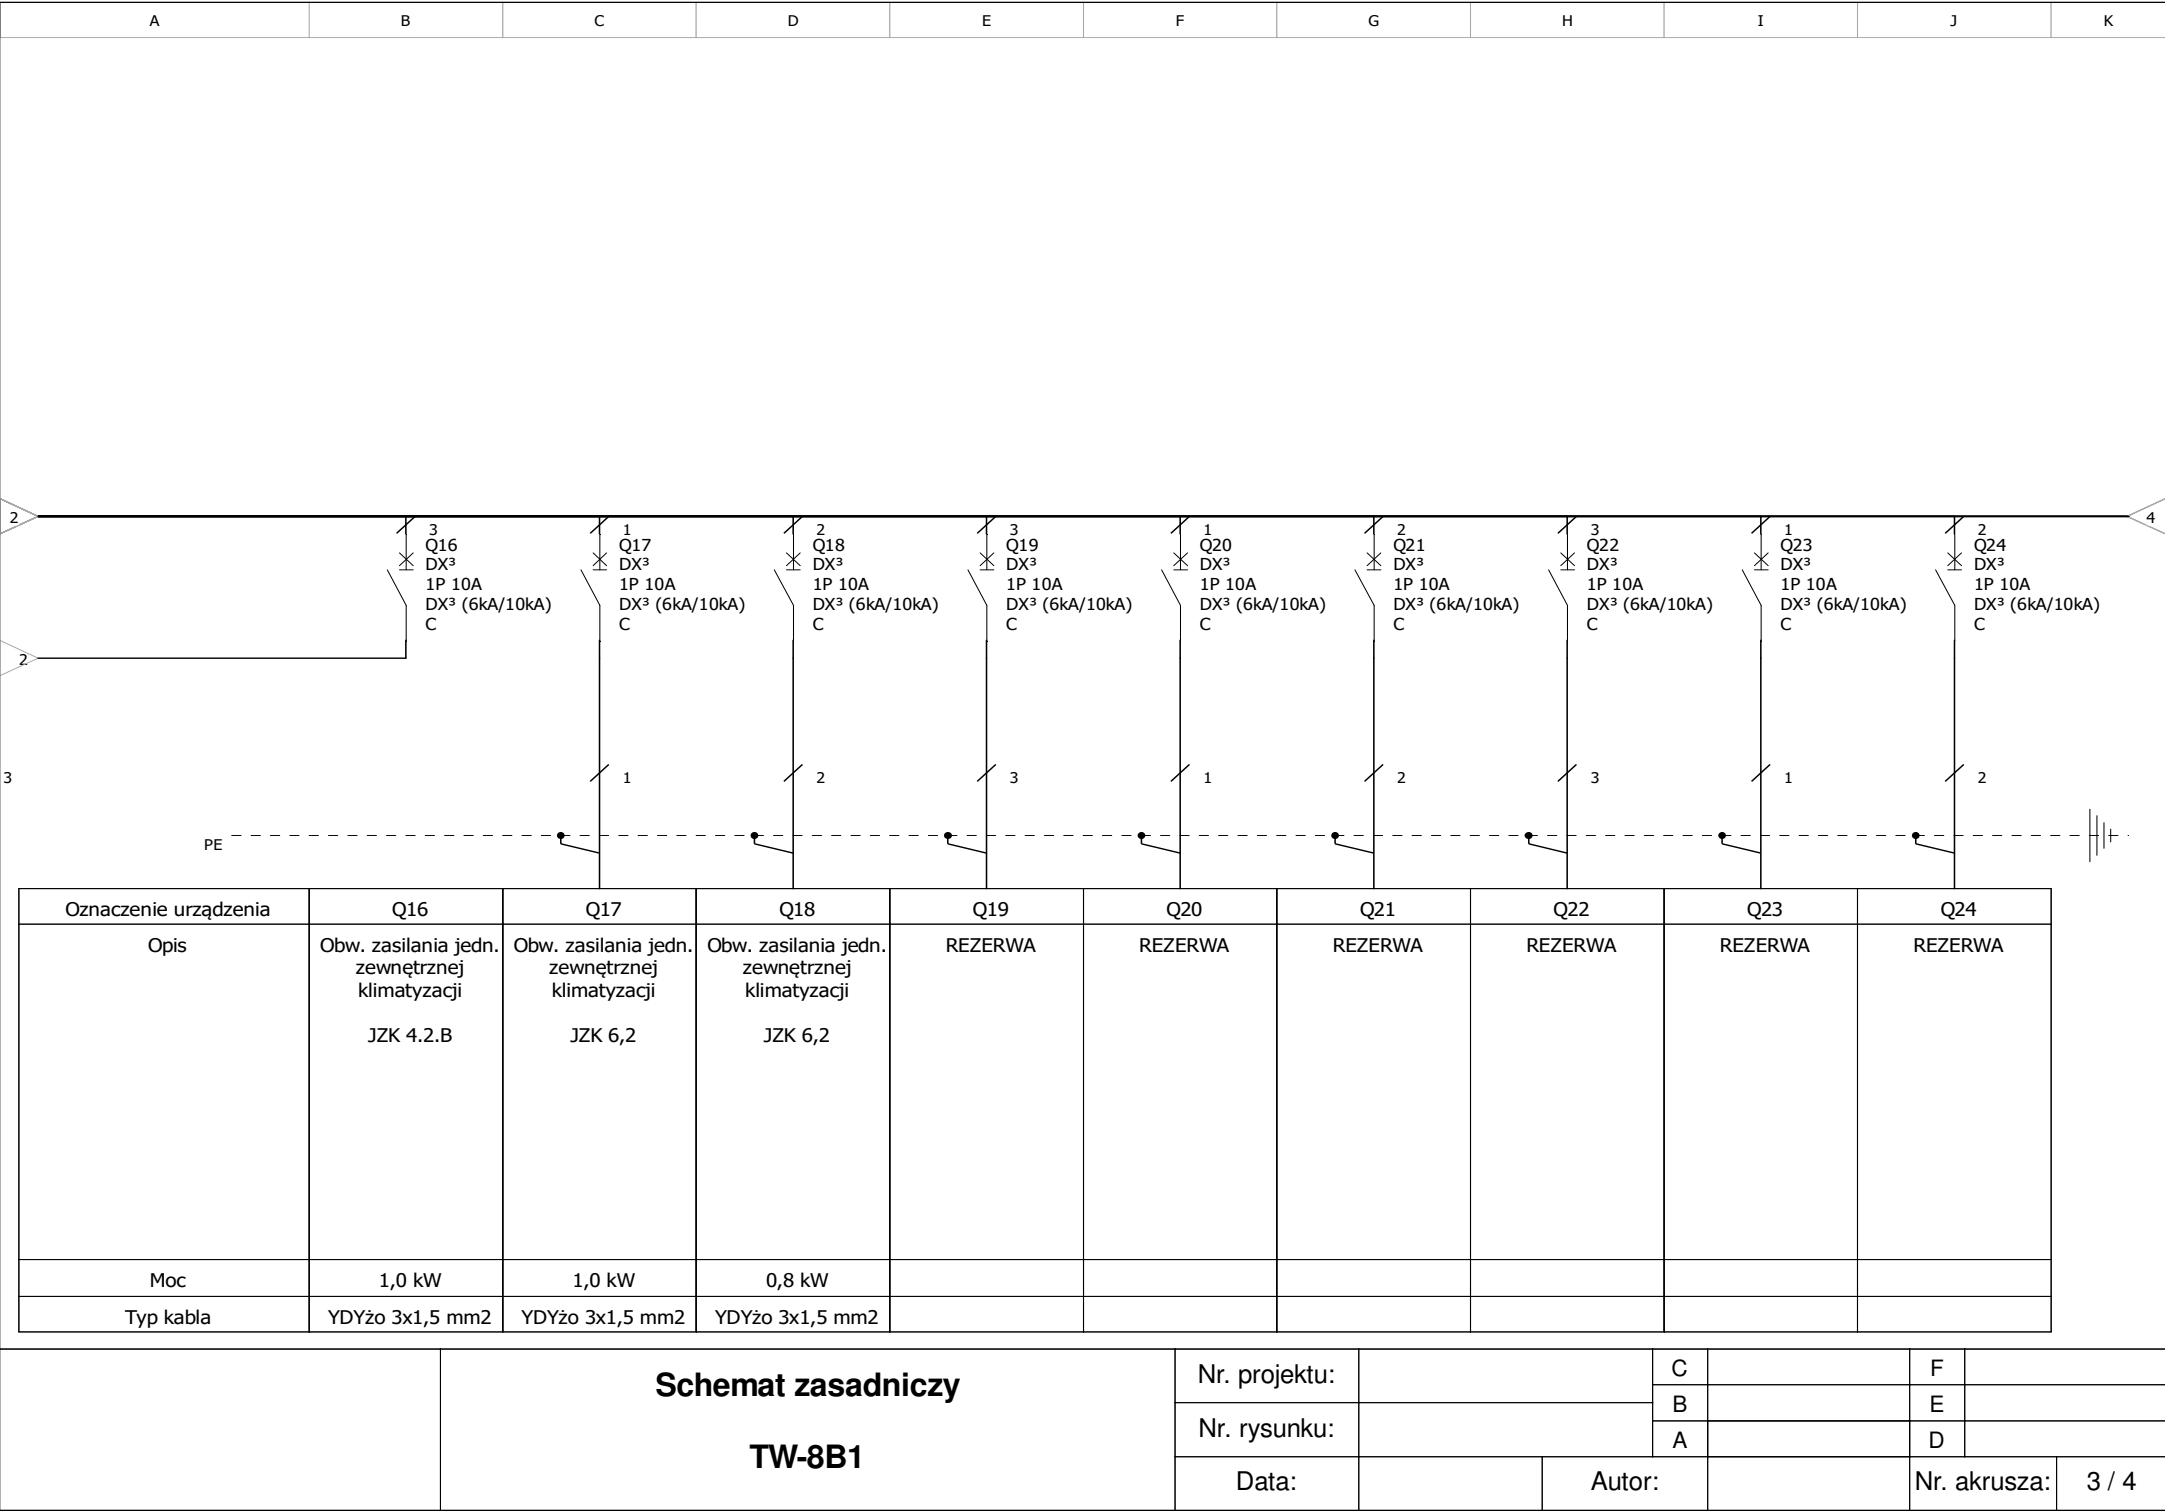 A B C D E F G H I J K
2 4
3 1 2 3 1 2 3 1 2
Q16 Q17 Q18 Q19 Q20 Q21 Q22 Q23 Q24
DX³ DX³ DX³ DX³ DX³ DX³ DX³ DX³ DX³
1P 10A 1P 10A 1P 10A 1P 10A 1P 10A 1P 10A 1P 10A 1P 10A 1P 10A
DX³ (6kA/10kA) DX³ (6kA/10kA) DX³ (6kA/10kA) DX³ (6kA/10kA) DX³ (6kA/10kA) DX³ (6kA/10kA) DX³ (6kA/10kA) DX³ (6kA/10kA) DX³ (6kA/10kA)
C C C C C C C C C
2
3 1 2 3 1 2 3 1 2
PE
Oznaczenie urządzenia Q16 Q17 Q18 Q19 Q20 Q21 Q22 Q23 Q24
Opis Obw. zasilania jedn. Obw. zasilania jedn. Obw. zasilania jedn. REZERWA REZERWA REZERWA REZERWA REZERWA REZERWA
zewnętrznej zewnętrznej zewnętrznej
klimatyzacji klimatyzacji klimatyzacji
JZK 4.2.B JZK 6,2 JZK 6,2
Moc 1,0 kW 1,0 kW 0,8 kW
Typ kabla YDYżo 3x1,5 mm2 YDYżo 3x1,5 mm2 YDYżo 3x1,5 mm2
Schemat zasadniczy
TW-8B1
Nr. projektu: C F
B E
Nr. rysunku:
A D
Data: Autor: Nr. akrusza: 3 / 4